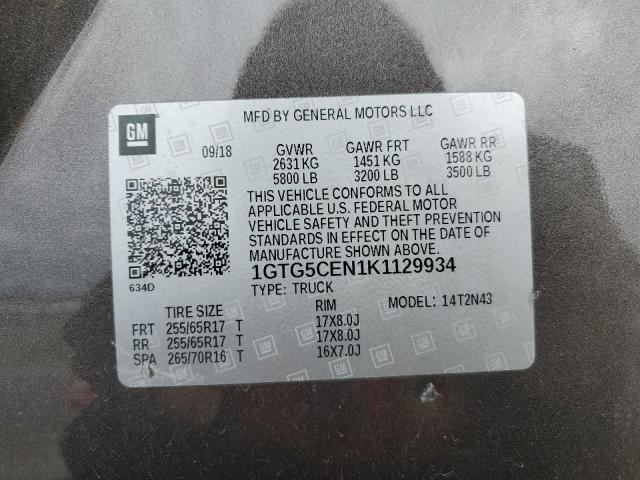 GM
MFD BY GENERAL MOTORS LLC
09/18 GVWR GAWR FRT GAWR RR
2631 KG 1451 KG 1588 KG
5800 LB 3200 LB 3500 LB
THIS VEHICLE CONFORMS TO ALL
APPLICABLE U.S. FEDERAL MOTOR
VEHICLE SAFETY AND THEFT PREVENTION
STANDARDS IN EFFECT ON THE DATE OF
MANUFACTURE SHOWN ABOVE.
1GTG5CEN1K1129934
634D
TYPE: TRUCK MODEL: 14T2N43
TIRE SIZE RIM
FRT 255/65R17 T 17X8.0J
RR 255/65R17 T 17X8.0J
SPA 265/70R16 T 16X7.0J